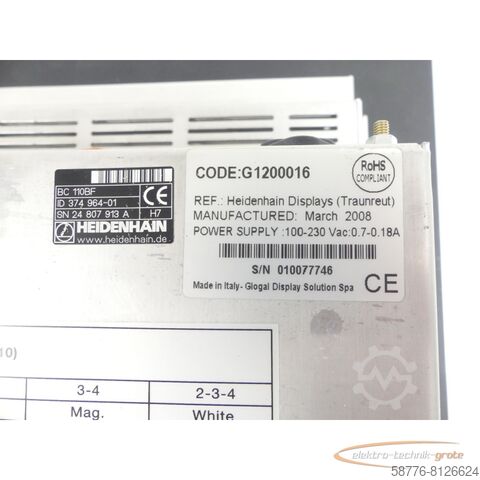 BC 110BF
ID 374 964-01
SN 24 807 913 A H7
CE
HEIDENHAIN
www.heidenhain.de
CODE:G1200016
RoHS
COMPLIANT
REF.: Heidenhain Displays (Traunreut)
MANUFACTURED: March 2008
POWER SUPPLY :100-230 Vac:0.7-0.18A
S/N 010077746
Made in Italy- Glogal Display Solution Spa
CE
10)
3-4 2-3-4
Mag. White
elektro-technik-grote
58776-8126624